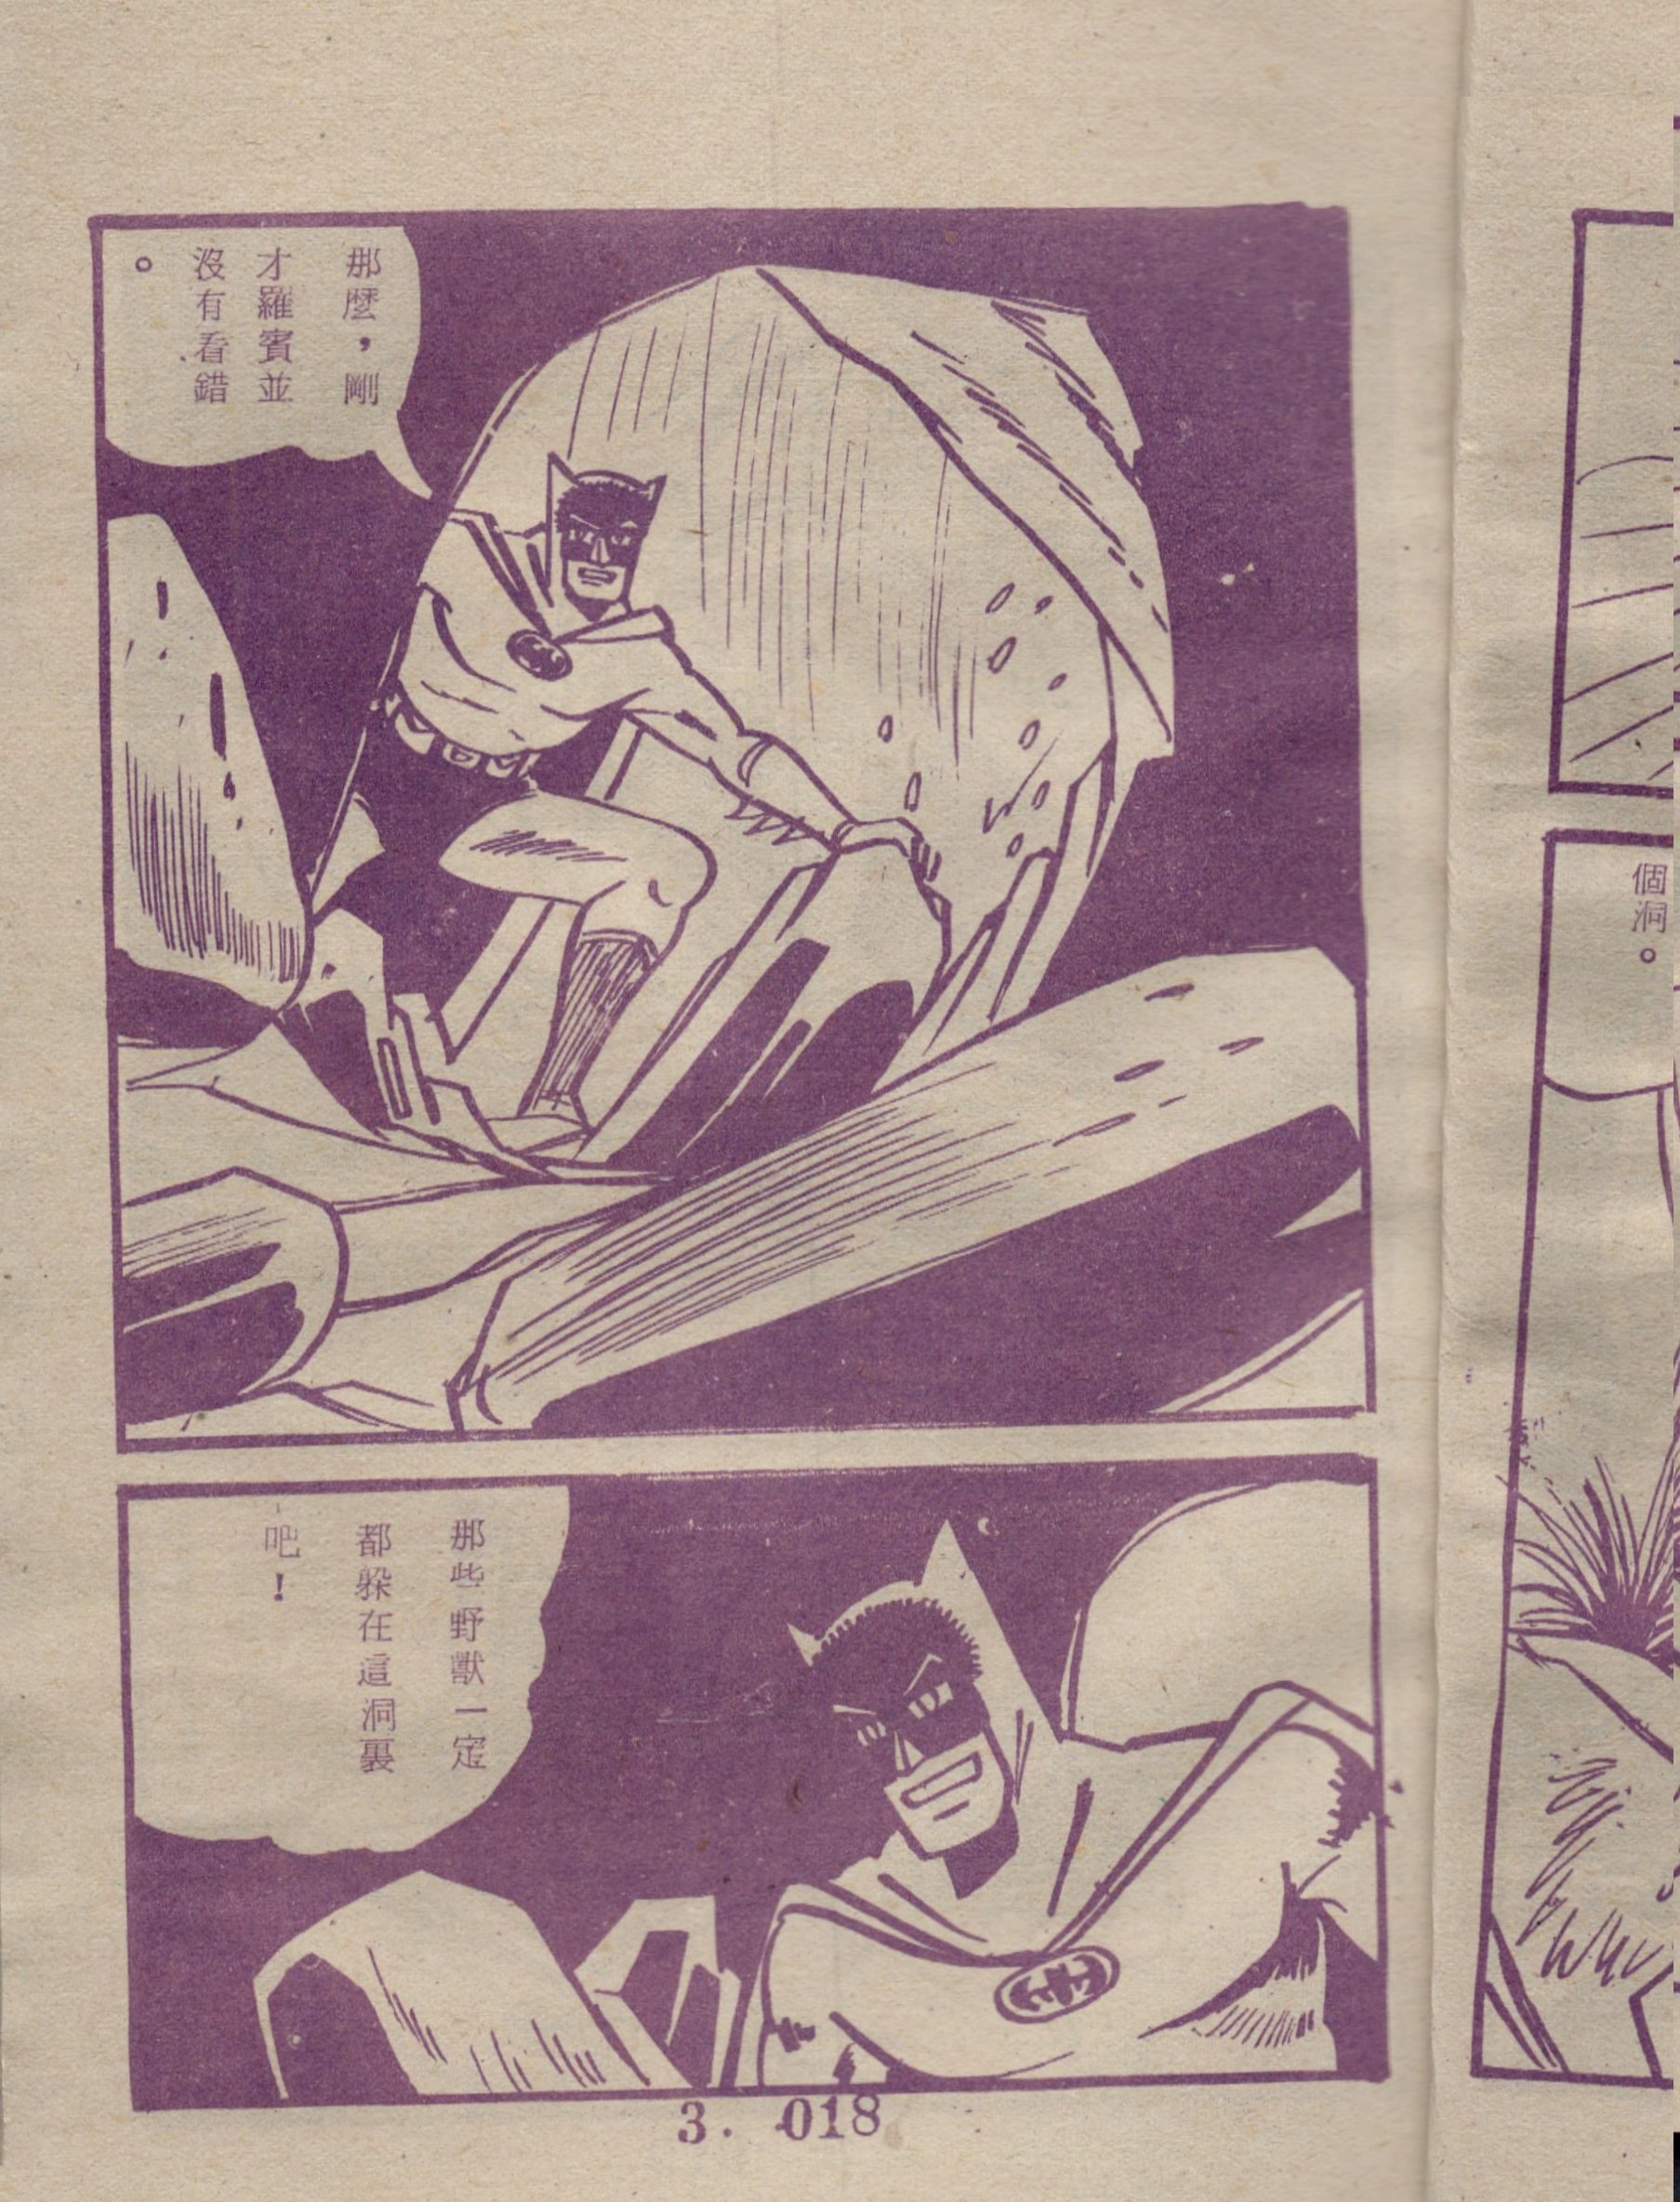 那麼，剛
才羅賓並
沒有看錯
。
那些野獸一定
都躲在這洞裏
吧！
3. 018
個洞。